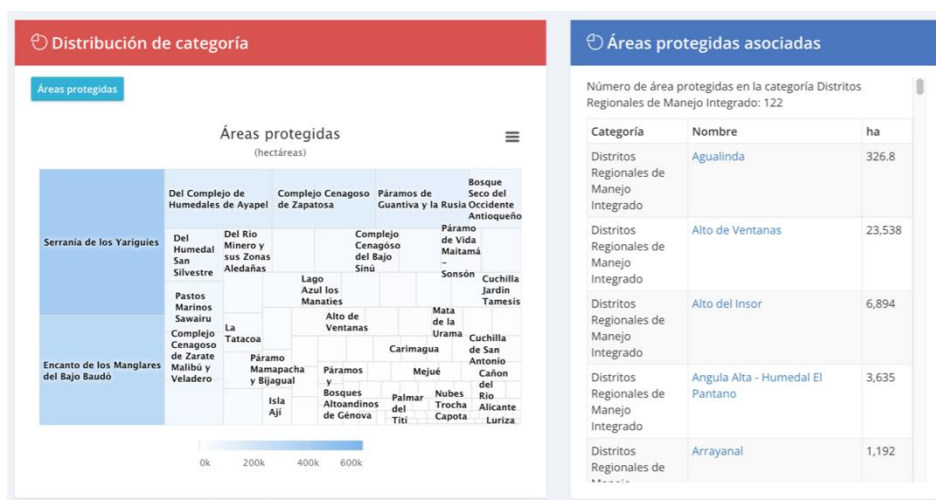 Distribución de categoría
Áreas protegidas
Áreas protegidas
(hectáreas)
Serranía de los Yariguies
Encanto de los Manglares
del Bajo Baudó
Del Complejo de
Humedales de Ayapel
Complejo Cenagoso
de Zapatosa
Páramos de
Guantiva y la Rusia
Bosque
Seco del
Occidente
Antioqueño
Del
Humedal
San
Silvestre
Del Rio
Minero y
sus Zonas
Aledañas
Complejo
Cenagóso
del Bajo
Sinú
Páramo
de Vida
Maitamá
–
Sonsón
Pastos
Marinos
Sawairu
Lago
Azul los
Manaties
Cuchilla
Jardin
Tamesis
Complejo
Cenagoso
de Zarate
Malibú y
Veladero
La
Tatacoa
Alto de
Ventanas
Mata
de la
Urama
Páramo
Mamapacha
y Bijagual
Carimagua
Cuchilla
de San
Antonio
Isla
Ají
Páramos
y
Bosques
Altoandinos
de Génova
Mejué
Cañon
del
Rio
Alicante
Palmar
del
Tití
Nubes
Trocha
Capota
Luriza
0k 200k 400k 600k
Áreas protegidas asociadas
Número de área protegidas en la categoría Distritos
Regionales de Manejo Integrado: 122
Categoría Nombre ha
Distritos Agualinda 326.8
Regionales de
Manejo
Integrado
Distritos Alto de Ventanas 23,538
Regionales de
Manejo
Integrado
Distritos Alto del Insor 6,894
Regionales de
Manejo
Integrado
Distritos Angula Alta - Humedal El 3,635
Regionales de Pantano
Manejo
Integrado
Distritos Arrayanal 1,192
Regionales de